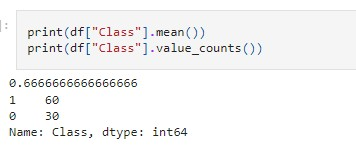 ]:
print(df["Class"].mean())
print(df["Class"].value_counts())
0.6666666666666666
1    60
0    30
Name: Class, dtype: int64